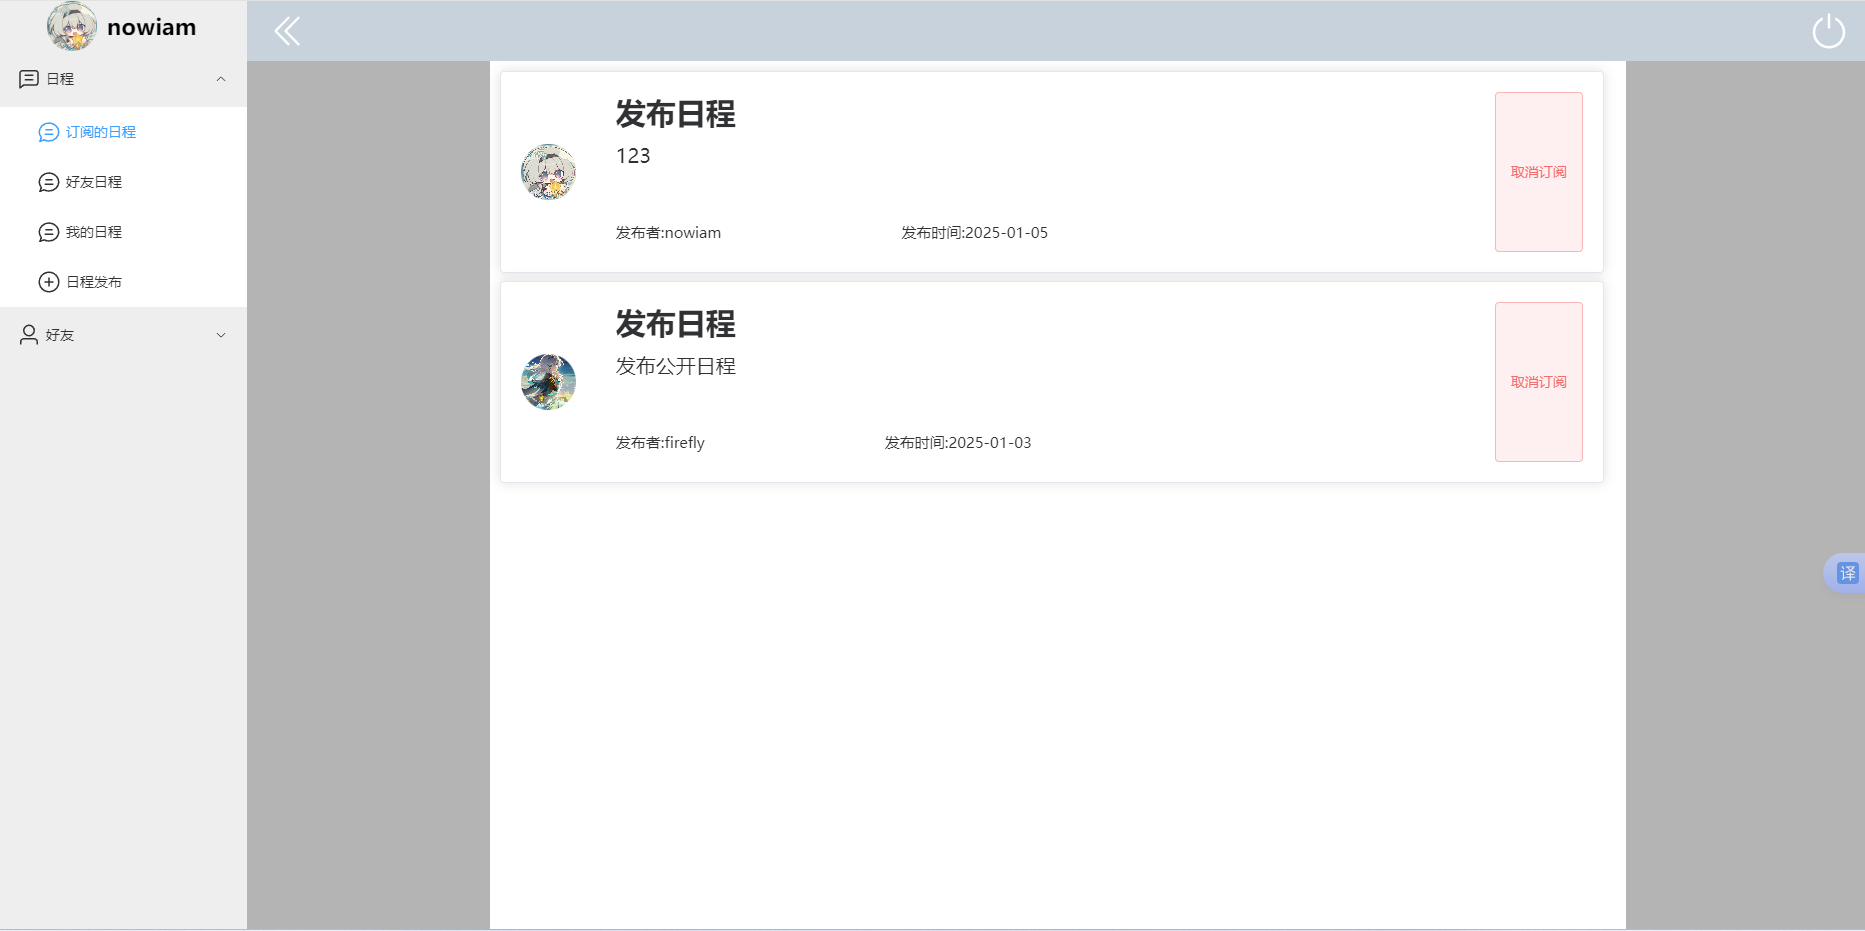 nowiam
日程
订阅的日程
好友日程
我的日程
日程发布
好友
发布日程
123
发布者:nowiam
发布时间:2025-01-05
取消订阅
发布日程
发布公开日程
发布者:firefly
发布时间:2025-01-03
取消订阅
译